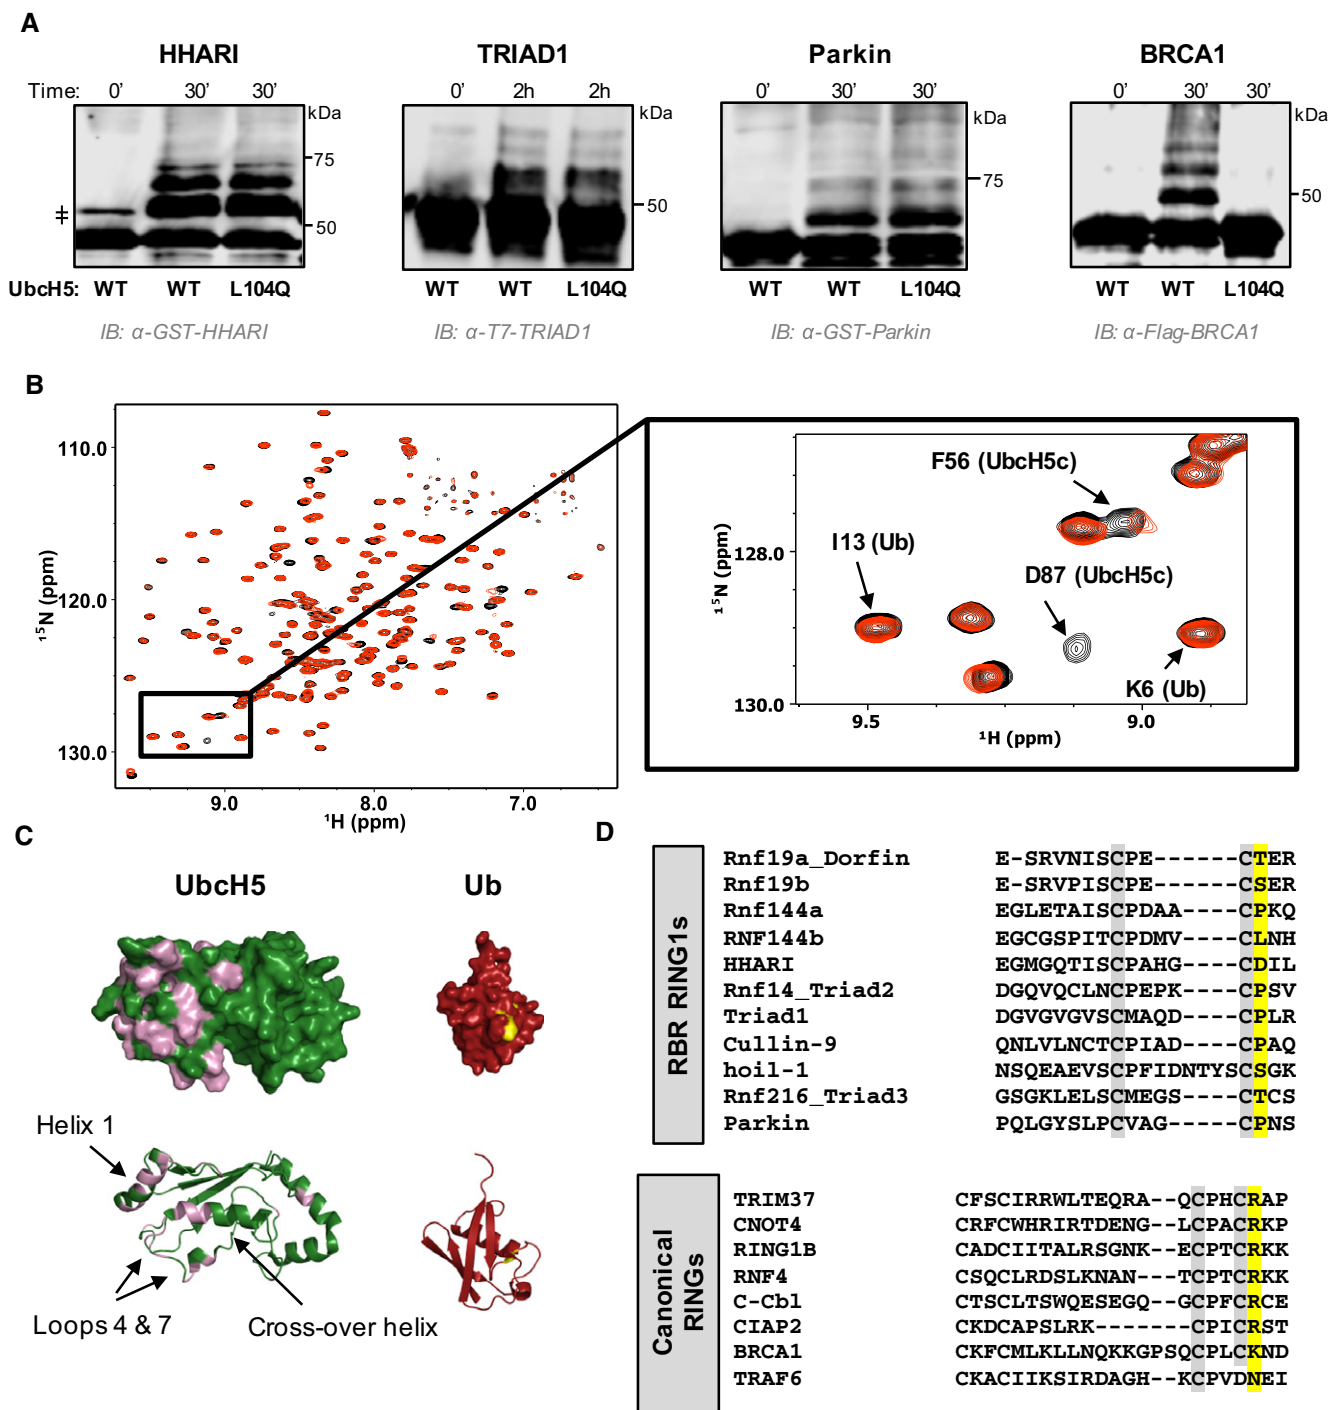 A
HHARI TRIAD1 Parkin BRCA1
Time: 0’ 30’ 30’ 0’ 2h 2h 0’ 30’ 30’ 0’ 30’ 30’
kDa kDa kDa kDa
75 50 75 50
50
ǂ
UbcH5: WT WT L104Q WT WT L104Q WT WT L104Q WT WT L104Q
IB: α-GST-HHARI IB: α-T7-TRIAD1 IB: α-GST-Parkin IB: α-Flag-BRCA1
B
110.0
120.0
130.0
¹⁵N (ppm)
9.0 8.0 7.0
¹H (ppm)
F56 (UbcH5c)
I13 (Ub)
D87 (UbcH5c)
K6 (Ub)
128.0
130.0
¹⁵N (ppm)
9.5 9.0
¹H (ppm)
C
UbcH5 Ub
Helix 1
Loops 4 & 7
Cross-over helix
D
RBR RING1s
Rnf19a_Dorfin E-SRVNISCPE------CTER
Rnf19b E-SRVPISCPE------CSER
Rnf144a EGLETAISCPDAA----CPKQ
RNF144b EGCGSPITCPDMV----CLNH
HHARI EGMGQTISCPAHG----CDIL
Rnf14_Triad2 DGQVQCLNCPEPK----CPSV
Triad1 DGVGVGVSCMAQD----CPLR
Cullin-9 QNLVLNCTCPIAD----CPAQ
hoil-1 NSQEAEVSCPFIDNTYSCSGK
Rnf216_Triad3 GSGKLELSCMEGS----CTCS
Parkin PQLGYSLPCVAG-----CPNS
Canonical RINGs
TRIM37 CFSCIRRWLTEQRA--QCPHCRAP
CNOT4 CRFCWHRIRTDENG--LCPACRKP
RING1B CADCIITALRSGNK--ECPTCRKK
RNF4 CSQCLRDSLKNAN---TCPTCRKK
C-Cbl CTSCLTSWQESEGQ--GCPFCRCE
CIAP2 CKDCAPSLRK-------CPICRST
BRCA1 CKFCMLKLLNQKKGPSQCPLCKND
TRAF6 CKACIIKSIRDAGH--KCPVDNEI